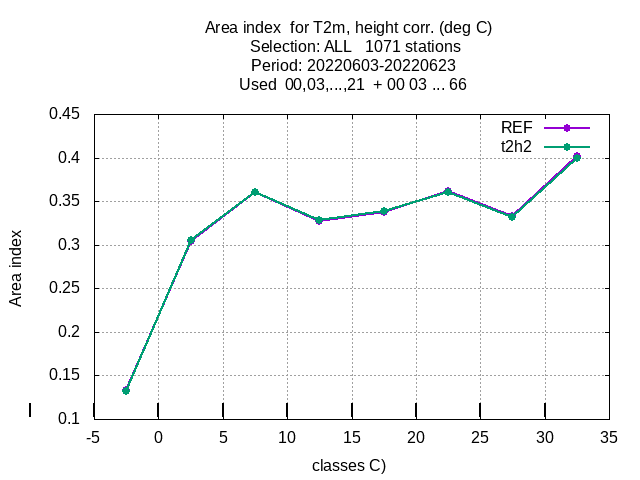 Area index  for T2m, height corr. (deg C)
Selection: ALL   1071 stations
Period: 20220603-20220623
Used  00,03,...,21  + 00 03 ... 66
REF
t2h2
0.45
0.4
0.35
0.3
0.25
0.2
0.15
0.1
Area index
-5 0 5 10 15 20 25 30 35
classes C)